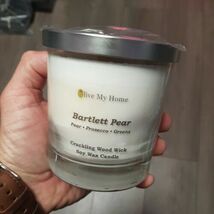 Olive My Home
Bartlett Pear
Pear • Prosecco • Greens
Crackling Wood Wick
Soy Wax Candle